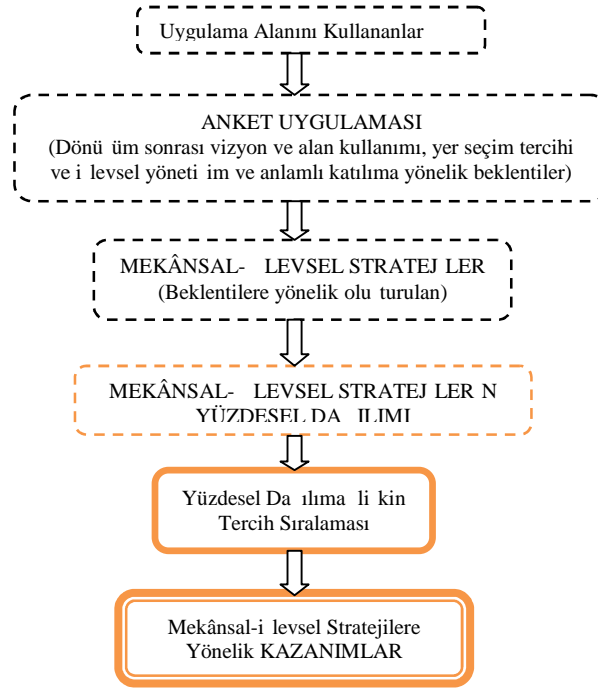 Uygulama Alanını Kullananlar
ANKET UYGULAMASI
(Dönü üm sonrası vizyon ve alan kullanımı, yer seçim tercihi
ve i levsel yöneti im ve anlamlı katılıma yönelik beklentiler)
MEKÂNSAL- LEVSEL STRATEJ LER
(Beklentilere yönelik olu turulan)
MEKÂNSAL- LEVSEL STRATEJ LER N
YÜZDESEL DA ILIMI
Yüzdesel Da ılıma li kin
Tercih Sıralaması
Mekânsal-i levsel Stratejilere
Yönelik KAZANIMLAR